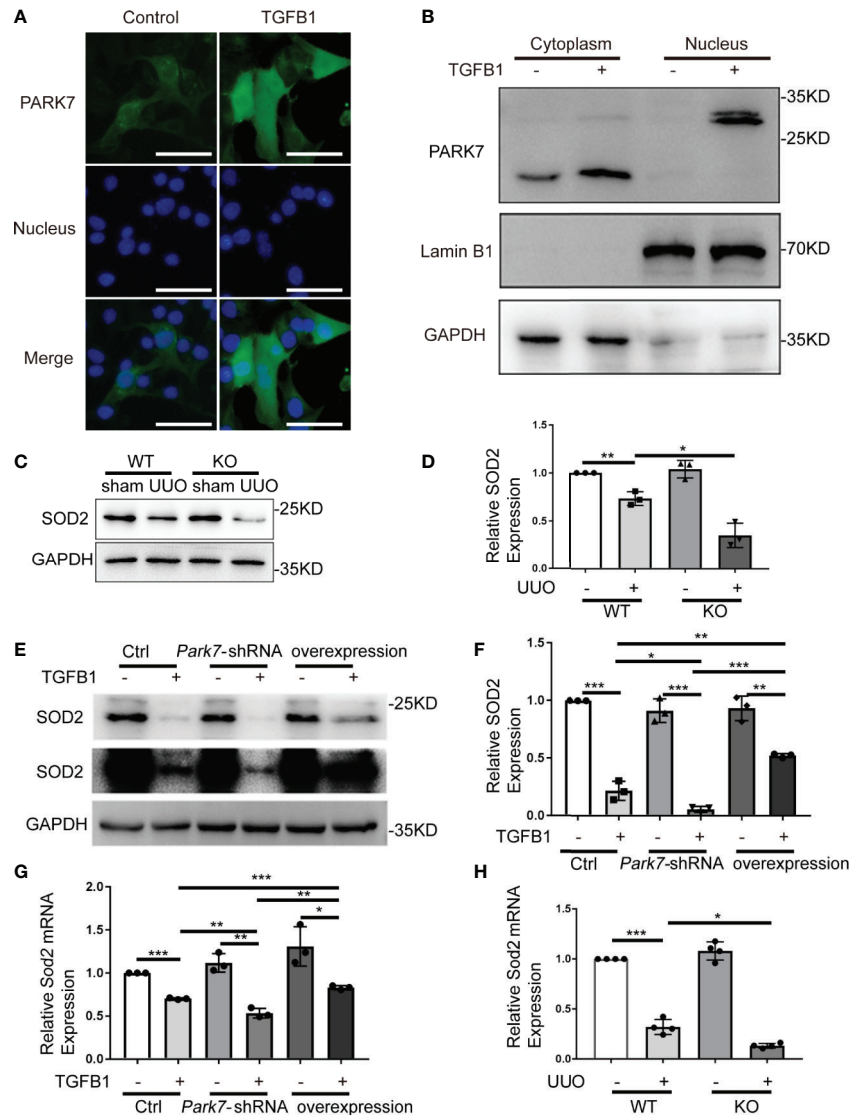 A
Control TGFB1
PARK7
Nucleus
Merge
B
Cytoplasm Nucleus
TGFB1 - + - +
PARK7
-35KD
-25KD
Lamin B1
-70KD
GAPDH
-35KD
C
WT KO
sham UUO sham UUO
SOD2
-25KD
GAPDH
-35KD
D
Relative SOD2
Expression
1.5
1.0
0.5
0.0
** *
UUO - + - +
WT KO
E
Ctrl Park7-shRNA overexpression
TGFB1 - + - + - +
-25KD
SOD2
SOD2
GAPDH
-35KD
F
Relative SOD2
Expression
1.5
1.0
0.5
0.0
**
* ***
*** *** **
TGFB1 - + - + - +
Ctrl Park7-shRNA overexpression
G
Relative Sod2 mRNA
Expression
2.0
1.5
1.0
0.5
0.0
***
** **
*** ** *
TGFB1 - + - + - +
Ctrl Park7-shRNA overexpression
H
Relative Sod2 mRNA
Expression
1.5
1.0
0.5
0.0
*** *
UUO - + - +
WT KO